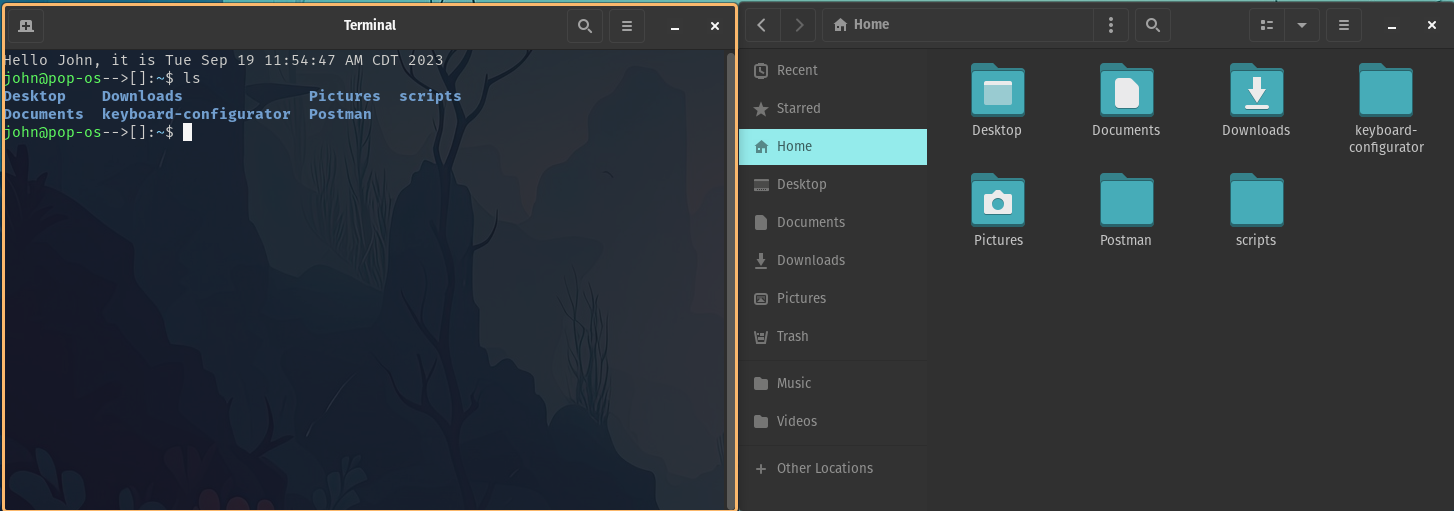 Terminal
Hello John, it is Tue Sep 19 11:54:47 AM CDT 2023
john@pop-os-->[]:~$ ls
Desktop    Downloads              Pictures  scripts
Documents  keyboard-configurator  Postman
john@pop-os-->[]:~$
Home
Recent
Starred
Home
Desktop
Documents
Downloads
Pictures
Trash
Music
Videos
Other Locations
Desktop
Documents
Downloads
keyboard-
configurator
Pictures
Postman
scripts